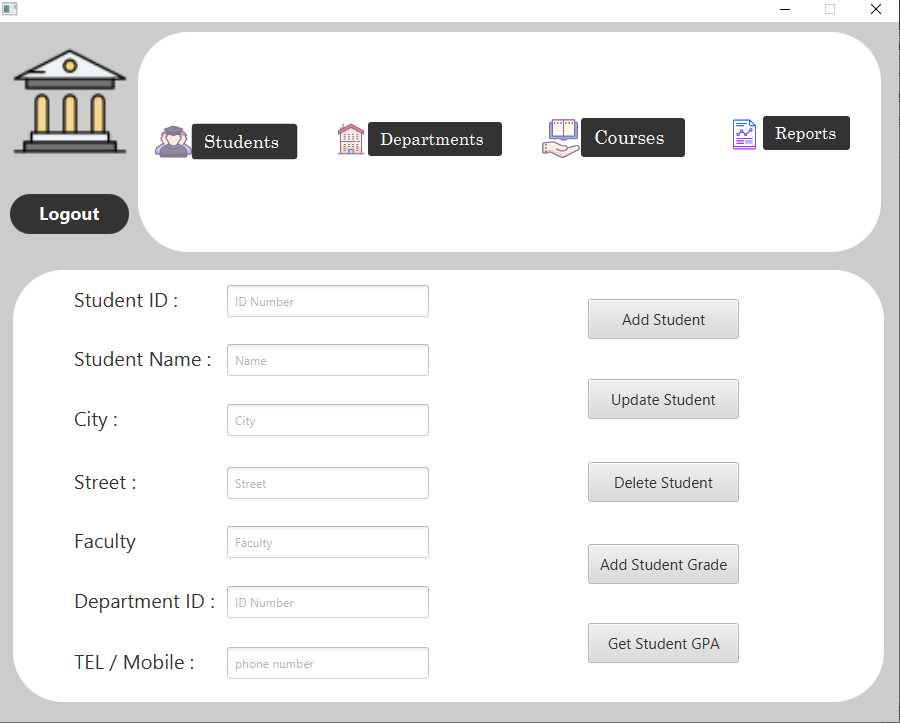 Students
Departments
Courses
Reports
Logout
Student ID :
ID Number
Student Name :
Name
City :
City
Street :
Street
Faculty
Faculty
Department ID :
ID Number
TEL / Mobile :
phone number
Add Student
Update Student
Delete Student
Add Student Grade
Get Student GPA